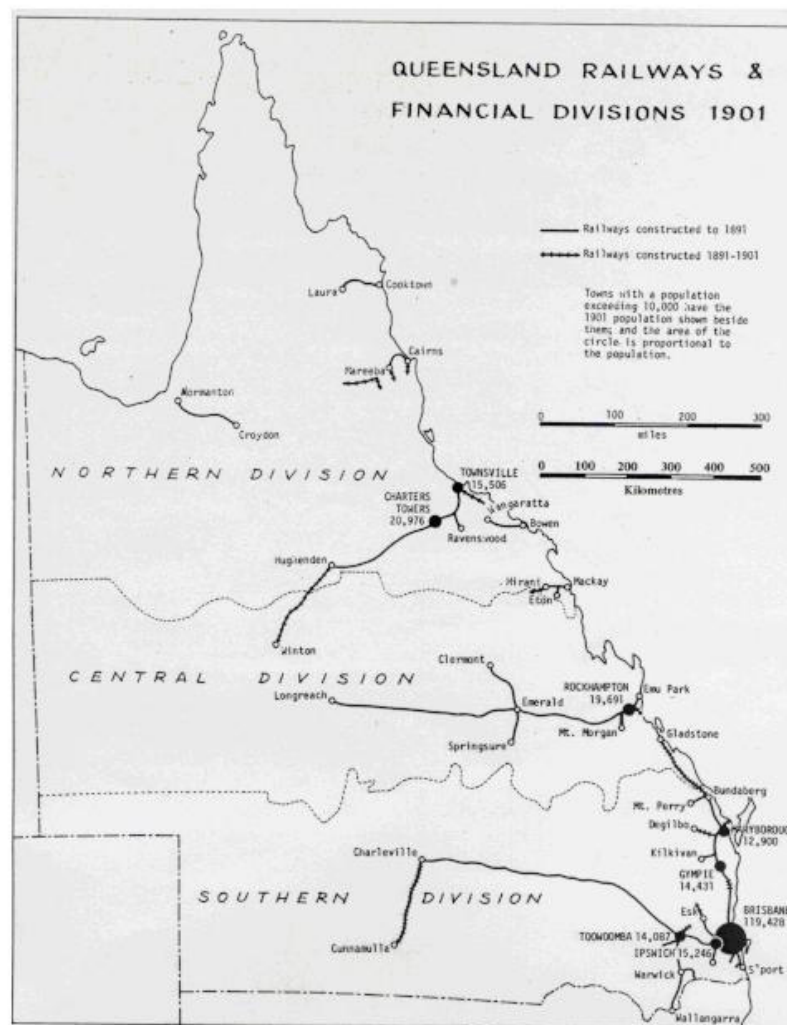 QUEENSLAND RAILWAYS &
FINANCIAL DIVISIONS 1901
Railways constructed to 1891
Railways constructed 1891-1901
Towns with a population
exceeding 10,000 have the
1901 population shown beside
them; and the area of the
circle is proportional to
the population.
0 100 200 300
miles
0 100 200 300 400 500
Kilometres
Laura
Cooktown
Cairns
Mareeba
Normanton
Croydon
NORTHERN DIVISION
TOWNSVILLE
15,506
CHARTERS
TOWERS
20,976
Wangaratta
Bowen
Ravenswood
Hughenden
Mirani
Mackay
Eton
Winton
Clermont
CENTRAL DIVISION
Longreach
ROCKHAMPTON
19,691
Emu Park
Emerald
Mt. Morgan
Gladstone
Springsure
Bundaberg
Mt. Perry
Degilbo
MARYBOROUG
12,900
Charleville
Kilkivan
GYMPIE
14,431
SOUTHERN DIVISION
Esk
BRISBANE
119,428
TOOWOOMBA 14,087
IPSWICH 15,246
Cunnamulla
Warwick
S'port
Wallangarra